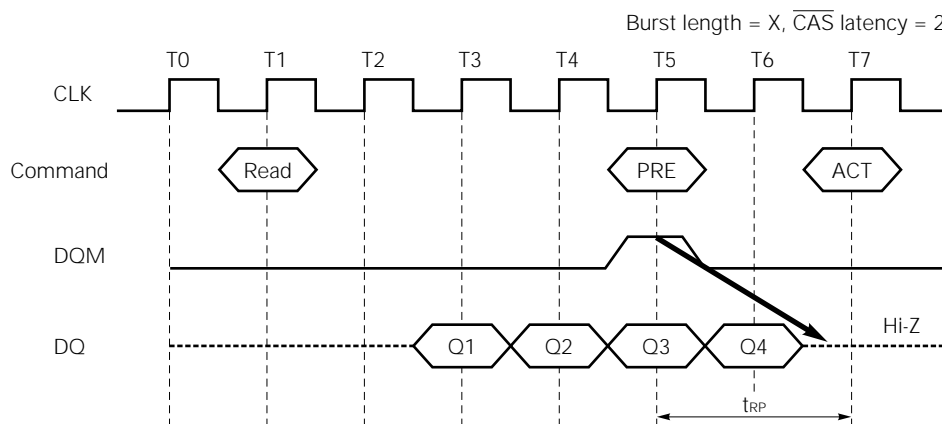 Burst length = X, C̅A̅S̅ latency = 2
T0 T1 T2 T3 T4 T5 T6 T7
CLK
Command Read PRE ACT
DQM
Hi-Z
DQ Q1 Q2 Q3 Q4
tRP